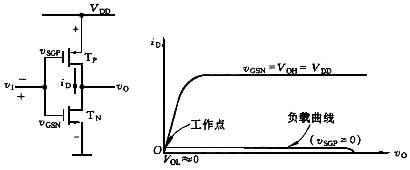 V_DD
+
v_SGP
T_P
−
v_I
+
i_D
v_O
T_N
v_GSN
−
i_D
v_GSN=V_OH=V_DD
工作点
负载曲线
(v_SGP≈0)
O
V_OL≈0
v_O